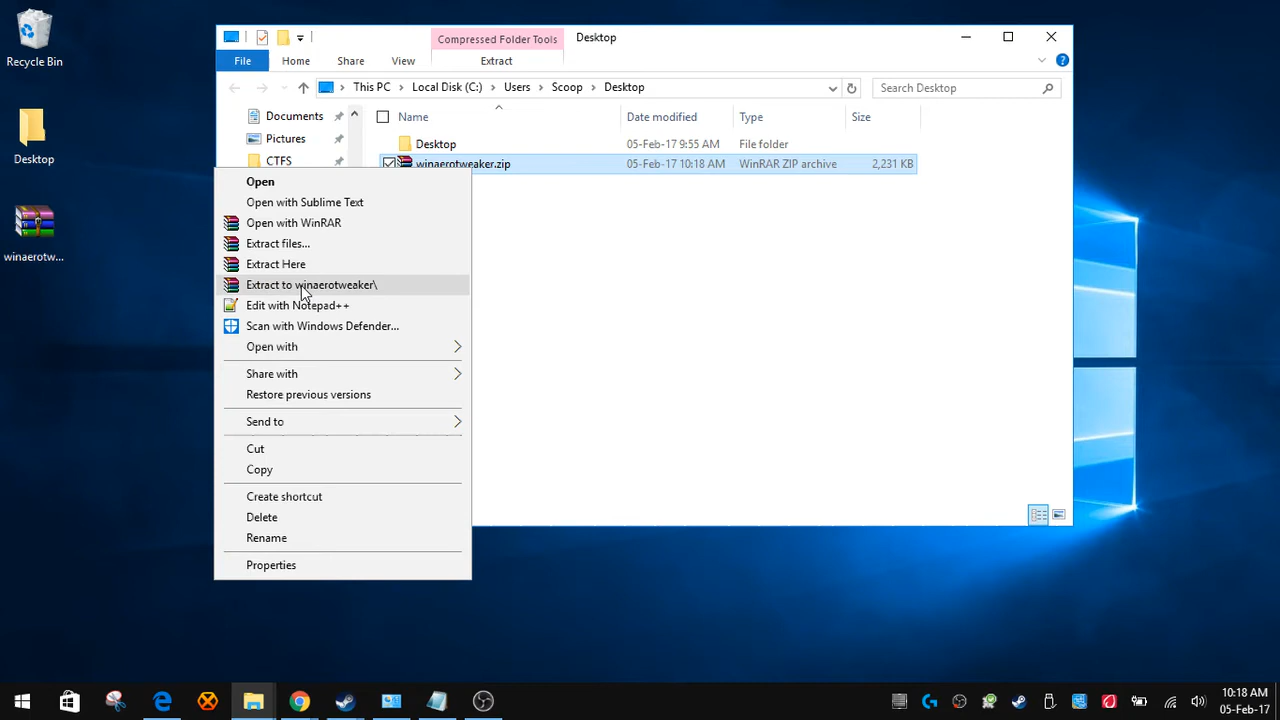 Recycle Bin
Desktop
winaerotw...
Compressed Folder Tools
Desktop
File
Home
Share
View
Extract
This PC
Local Disk (C:)
Users
Scoop
Desktop
Search Desktop
Documents
Pictures
CTFS
Name
Date modified
Type
Size
Desktop
05-Feb-17 9:55 AM
File folder
winaerotweaker.zip
05-Feb-17 10:18 AM
WinRAR ZIP archive
2,231 KB
Open
Open with Sublime Text
Open with WinRAR
Extract files...
Extract Here
Extract to winaerotweaker\
Edit with Notepad++
Scan with Windows Defender...
Open with
Share with
Restore previous versions
Send to
Cut
Copy
Create shortcut
Delete
Rename
Properties
10:18 AM
05-Feb-17